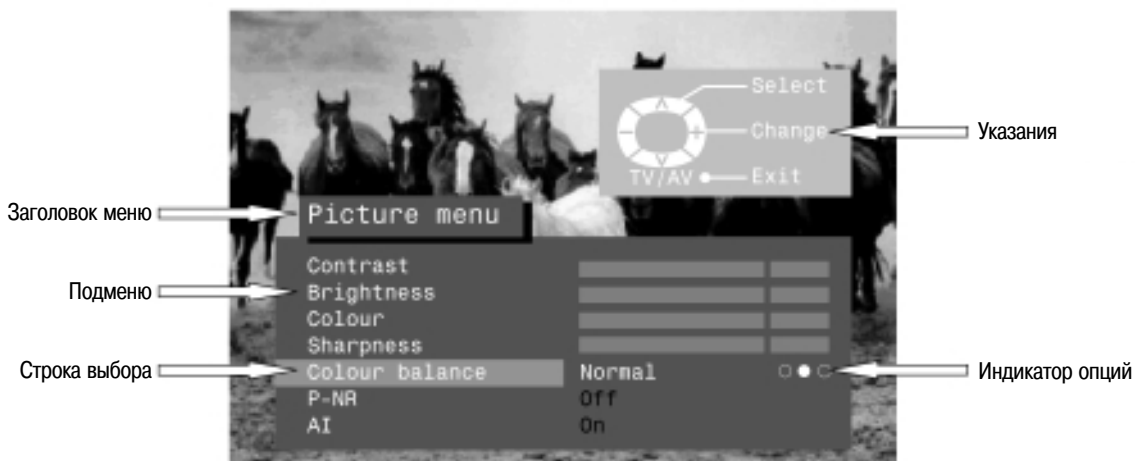 Select
Change
Указания
TV/AV
Exit
Заголовок меню
Picture menu
Contrast
Подменю
Brightness
Colour
Sharpness
Строка выбора
Colour balance
Normal
Индикатор опций
P-NR
Off
AI
On